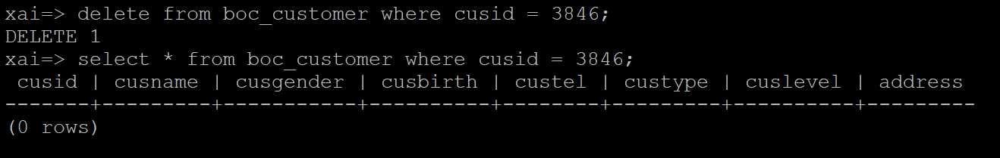 xai=> delete from boc_customer where cusid = 3846;
DELETE 1
xai=> select * from boc_customer where cusid = 3846;
 cusid | cusname | cusgender | cusbirth | custel | custype | cuslevel | address
-------+---------+-----------+----------+--------+---------+----------+---------
(0 rows)